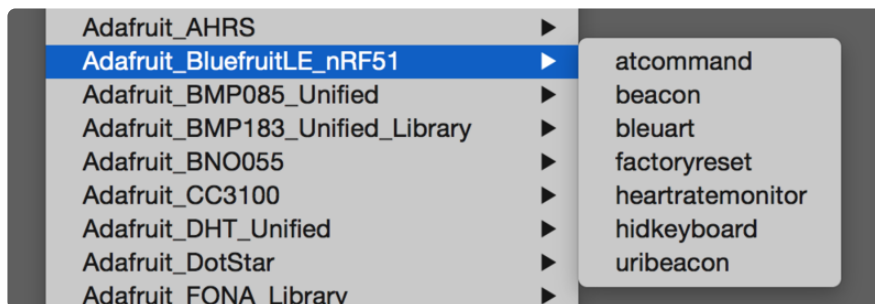 Adafruit_AHRS
Adafruit_BluefruitLE_nRF51
Adafruit_BMP085_Unified
Adafruit_BMP183_Unified_Library
Adafruit_BNO055
Adafruit_CC3100
Adafruit_DHT_Unified
Adafruit_DotStar
Adafruit_FONA_Library
atcommand
beacon
bleuart
factoryreset
heartratemonitor
hidkeyboard
uribeacon